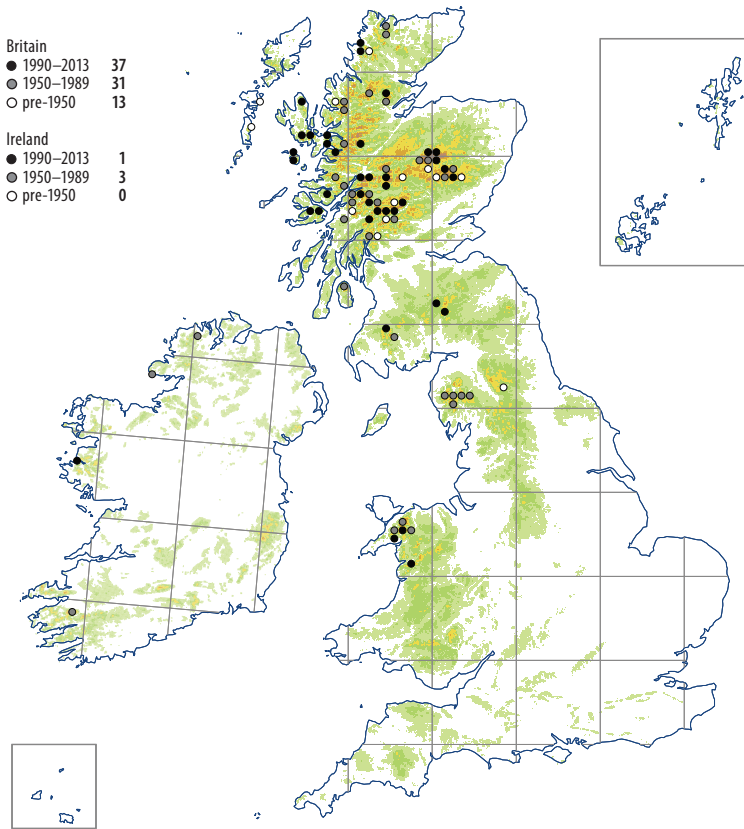 Britain
● 1990–2013 37
● 1950–1989 31
○ pre-1950 13
Ireland
● 1990–2013 1
● 1950–1989 3
○ pre-1950 0